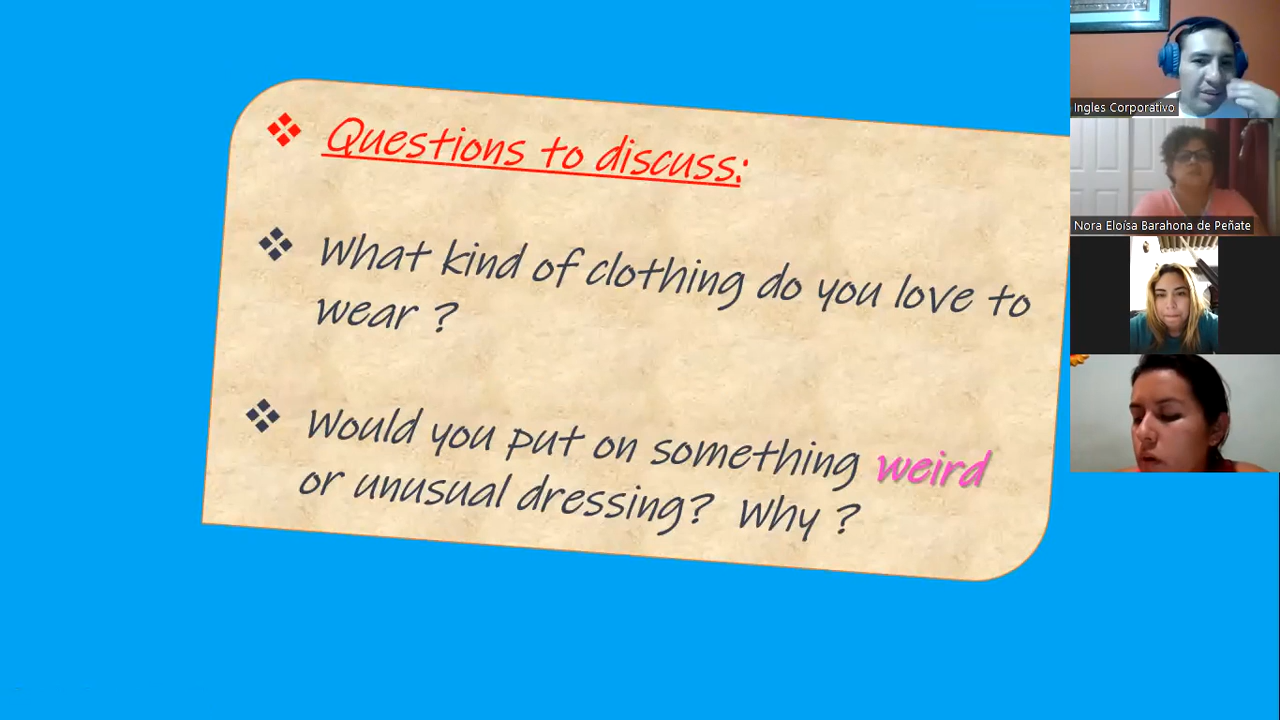 Questions to discuss:
What kind of clothing do you love to
wear ?
Would you put on something weird
or unusual dressing? Why ?
Ingles Corporativo
Nora Eloísa Barahona de Peñate